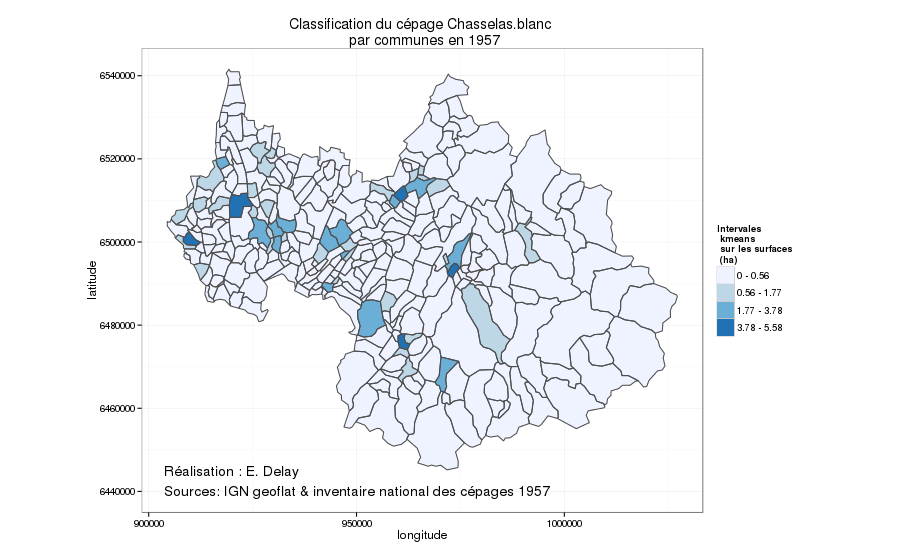 Classification du cépage Chasselas.blanc
par communes en 1957
6540000
6520000
6500000
6480000
6460000
6440000
latitude
Réalisation : E. Delay
Sources: IGN geoflat & inventaire national des cépages 1957
900000
950000
1000000
longitude
Intervales
kmeans
sur les surfaces
(ha)
0 - 0.56
0.56 - 1.77
1.77 - 3.78
3.78 - 5.58